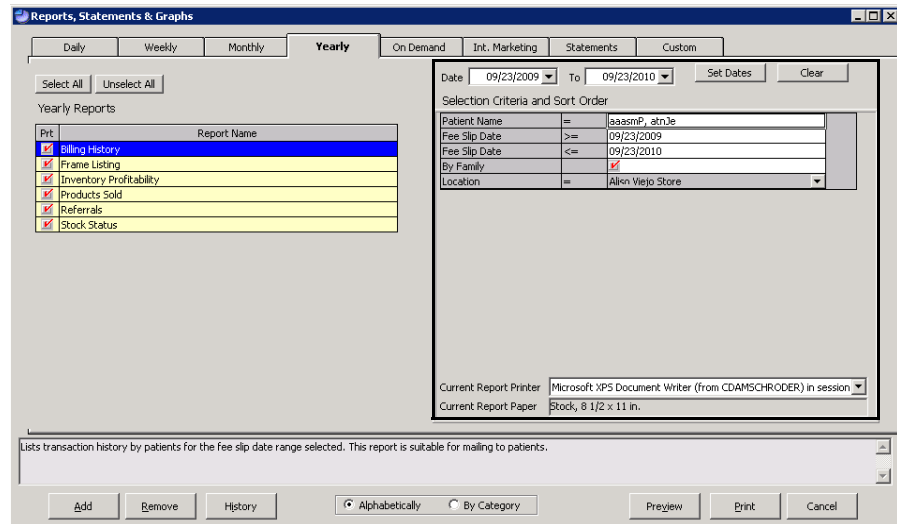 Reports, Statements & Graphs
Daily Weekly Monthly Yearly On Demand Int. Marketing Statements Custom
Select All Unselect All
Date 09/23/2009 To 09/23/2010 Set Dates Clear
Yearly Reports
Selection Criteria and Sort Order
Prt Report Name
Billing History
Frame Listing
Inventory Profitability
Products Sold
Referrals
Stock Status
Patient Name = aaasmP, atnJe
Fee Slip Date >= 09/23/2009
Fee Slip Date <= 09/23/2010
By Family
Location = Ali<n Viejo Store
Current Report Printer Microsoft XPS Document Writer (from CDAMSCHRODER) in session
Current Report Paper Stock, 8 1/2 x 11 in.
Lists transaction history by patients for the fee slip date range selected. This report is suitable for mailing to patients.
Add Remove History Alphabetically By Category Preview Print Cancel